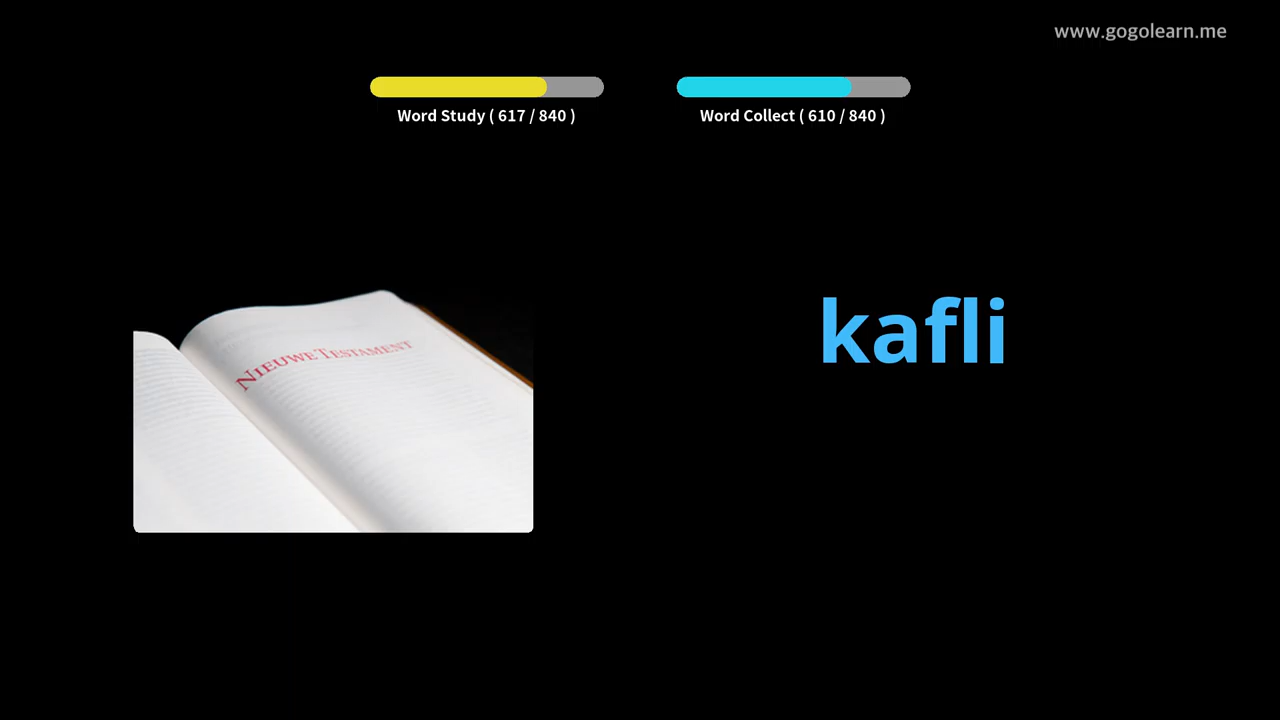 www.gogolearn.me
Word Study ( 617 / 840 )
Word Collect ( 610 / 840 )
NIEUWE TESTAMENT
kafli